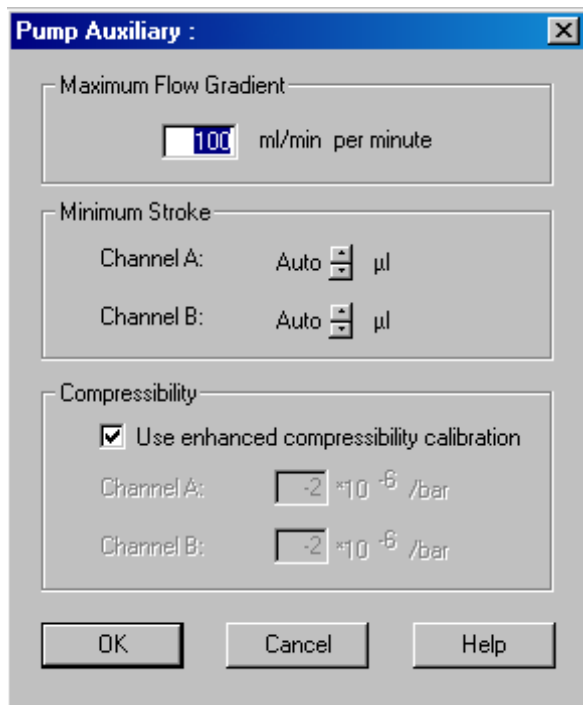 Pump Auxiliary :
Maximum Flow Gradient
100 ml/min per minute
Minimum Stroke
Channel A: Auto µl
Channel B: Auto µl
Compressibility
Use enhanced compressibility calibration
Channel A: -2 *10 -6 /bar
Channel B: -2 *10 -6 /bar
OK Cancel Help